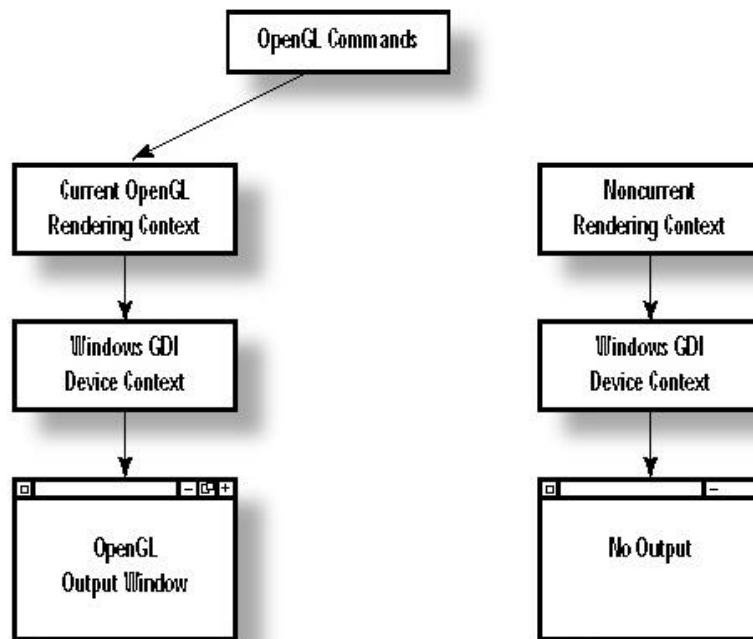 OpenGL Commands
Current OpenGL
Rendering Context
Noncurrent
Rendering Context
Windows GDI
Device Context
Windows GDI
Device Context
OpenGL
Output Window
No Output